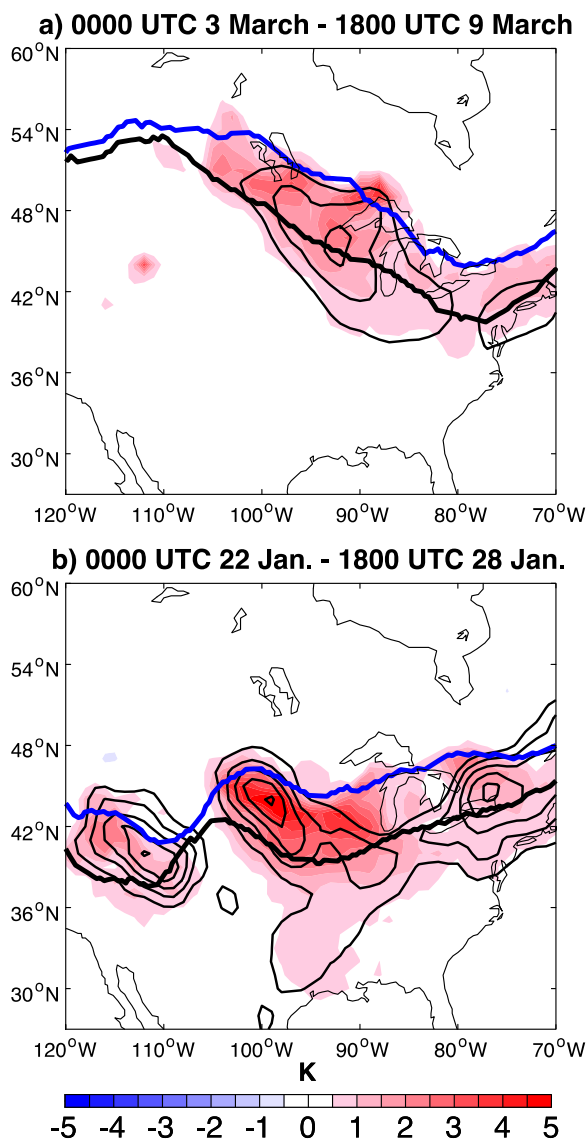 a) 0000 UTC 3 March - 1800 UTC 9 March
60°N
54°N
48°N
42°N
36°N
30°N
120°W 110°W 100°W 90°W 80°W 70°W
b) 0000 UTC 22 Jan. - 1800 UTC 28 Jan.
60°N
54°N
48°N
42°N
36°N
30°N
120°W 110°W 100°W 90°W 80°W 70°W
K
-5 -4 -3 -2 -1 0 1 2 3 4 5